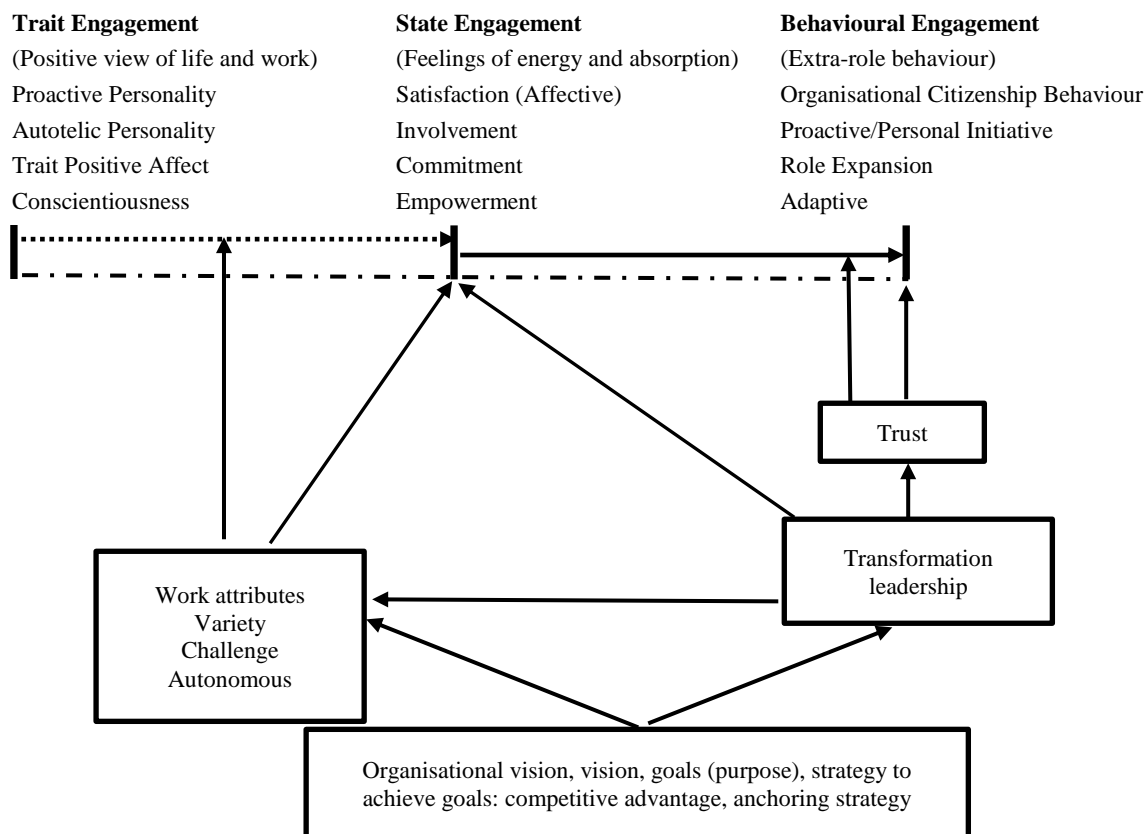 Trait Engagement
(Positive view of life and work)
Proactive Personality
Autotelic Personality
Trait Positive Affect
Conscientiousness
State Engagement
(Feelings of energy and absorption)
Satisfaction (Affective)
Involvement
Commitment
Empowerment
Behavioural Engagement
(Extra-role behaviour)
Organisational Citizenship Behaviour
Proactive/Personal Initiative
Role Expansion
Adaptive
Trust
Transformation
leadership
Work attributes
Variety
Challenge
Autonomous
Organisational vision, vision, goals (purpose), strategy to
achieve goals: competitive advantage, anchoring strategy